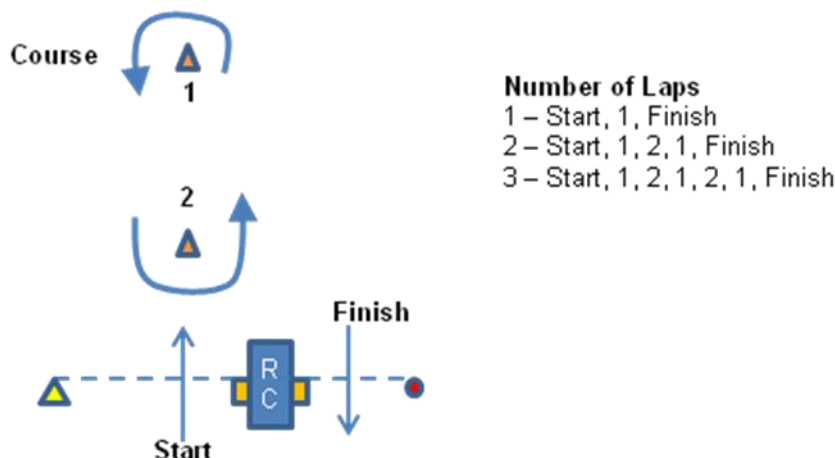 Course
1
2
Finish
R
C
Start
Number of Laps
1 – Start, 1, Finish
2 – Start, 1, 2, 1, Finish
3 – Start, 1, 2, 1, 2, 1, Finish